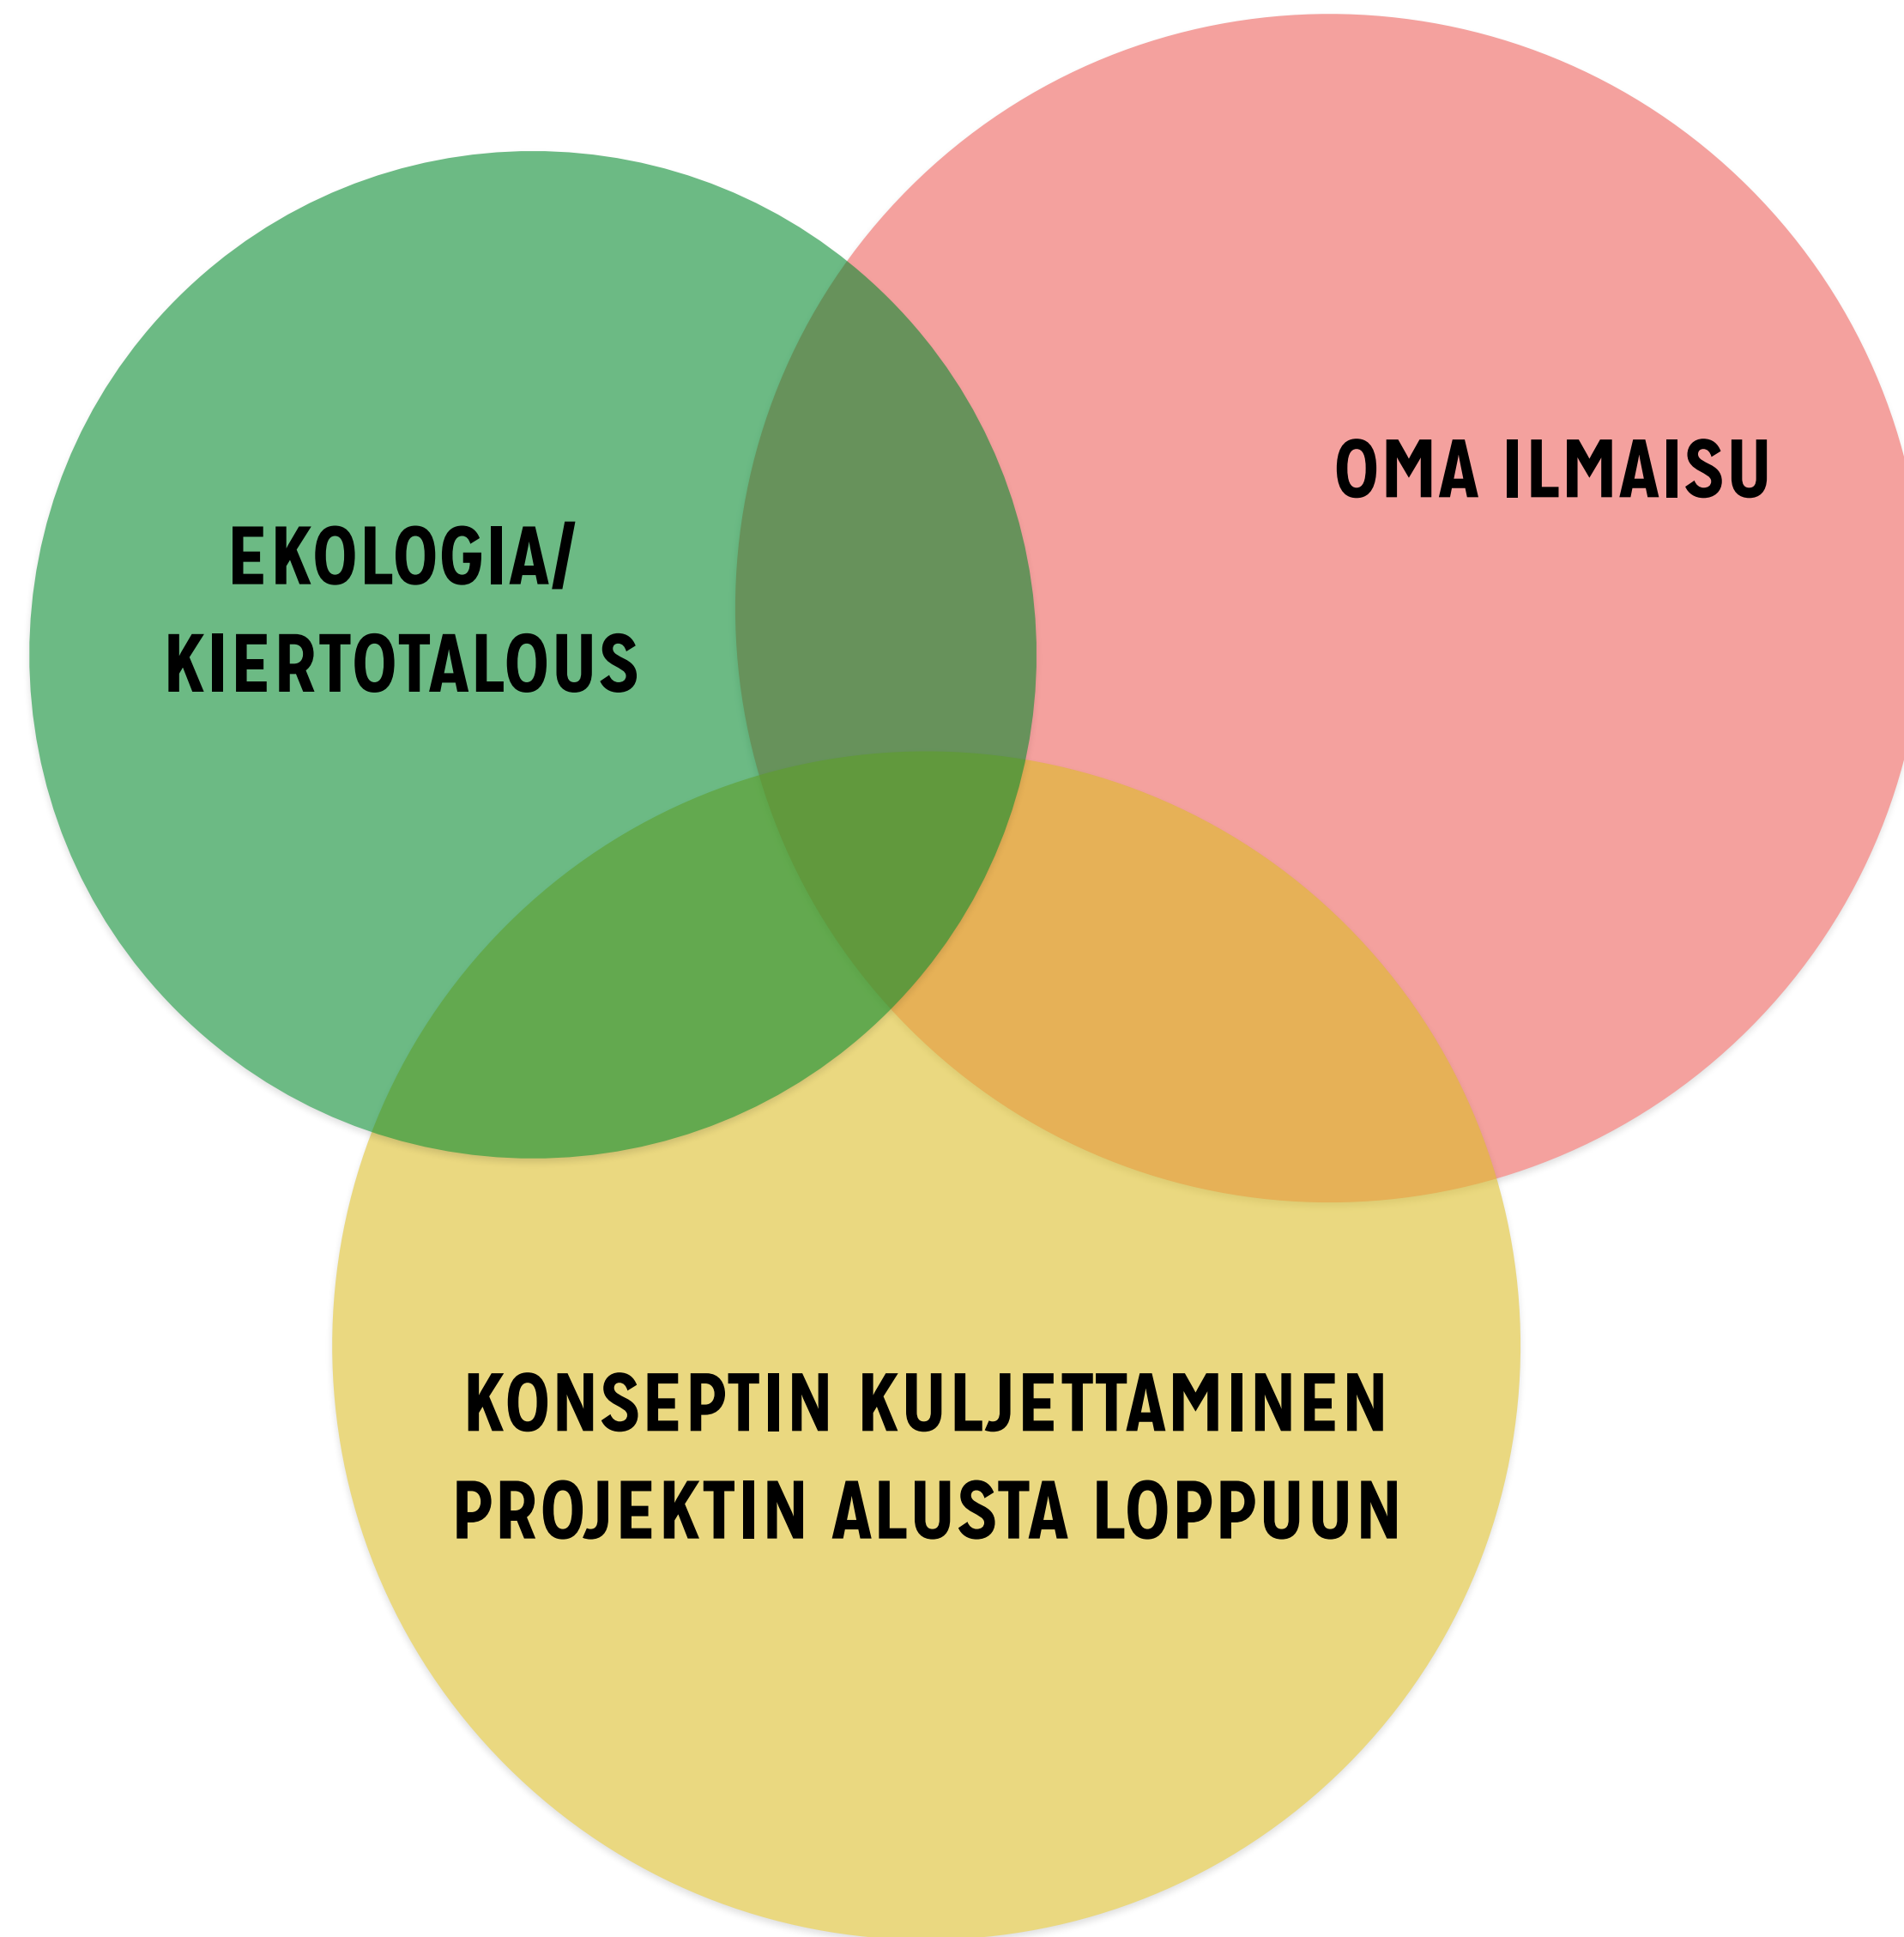 OMA ILMAISU
EKOLOGIA/
KIERTOTALOUS
KONSEPTIN KULJETTAMINEN
PROJEKTIN ALUSTA LOPPUUN